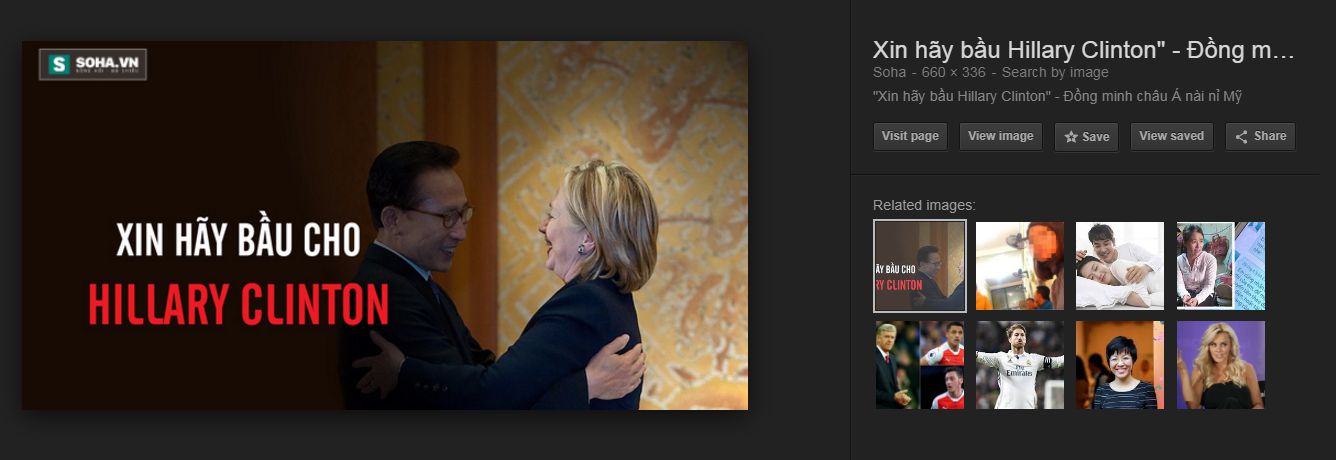 SOHA.VN
XIN HÃY BẦU CHO
HILLARY CLINTON
Xin hãy bầu Hillary Clinton" - Đồng m…
Soha - 660 × 336 - Search by image
"Xin hãy bầu Hillary Clinton" - Đồng minh châu Á nài nỉ Mỹ
Visit page
View image
Save
View saved
Share
Related images:
ÃY BẦU CHO
RY CLINTON
Fly
Emirates